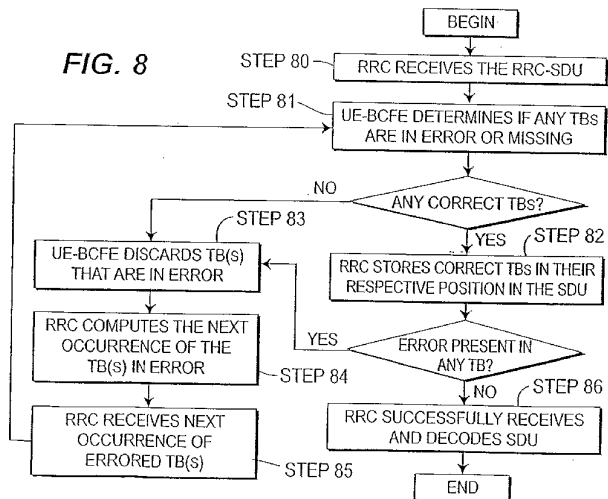 BEGIN
FIG. 8
STEP 80
RRC RECEIVES THE RRC-SDU
STEP 81
UE-BCFE DETERMINES IF ANY TBs
ARE IN ERROR OR MISSING
NO
ANY CORRECT TBs?
STEP 83
YES
STEP 82
UE-BCFE DISCARDS TB(S)
THAT ARE IN ERROR
RRC STORES CORRECT TBs IN THEIR
RESPECTIVE POSITION IN THE SDU
RRC COMPUTES THE NEXT
OCCURRENCE OF THE
TB(s) IN ERROR
YES
ERROR PRESENT IN
ANY TB?
STEP 84
NO
STEP 86
RRC RECEIVES NEXT
OCCURRENCE OF
ERRORED TB(s)
RRC SUCCESSFULLY RECEIVES
AND DECODES SDU
STEP 85
END